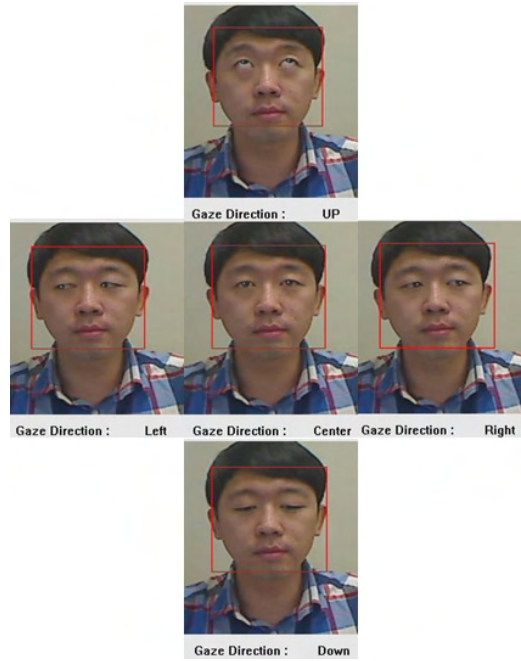 Gaze Direction : UP
Gaze Direction : Left
Gaze Direction : Center
Gaze Direction : Right
Gaze Direction : Down